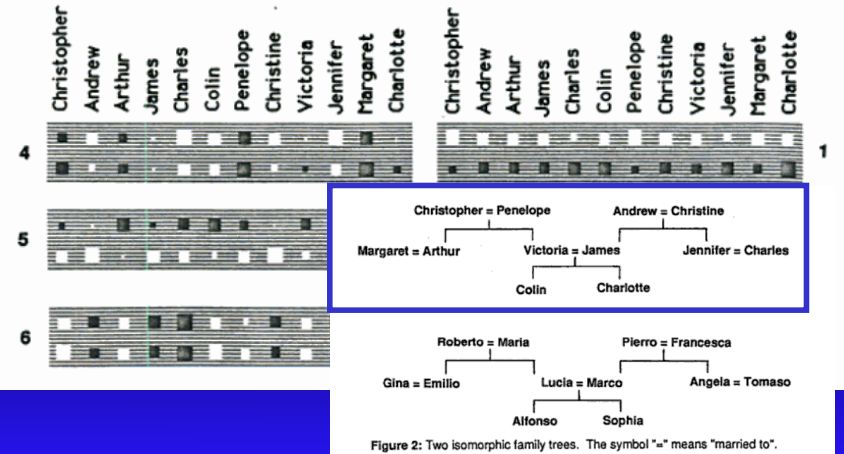 Christopher Andrew Arthur James Charles Colin Penelope Christine Victoria Jennifer Margaret Charlotte
Christopher Andrew Arthur James Charles Colin Penelope Christine Victoria Jennifer Margaret Charlotte
4
1
5
6
Christopher = Penelope Andrew = Christine
Margaret = Arthur Victoria = James Jennifer = Charles
Colin Charlotte
Roberto = Maria Pierro = Francesca
Gina = Emilio Lucia = Marco Angela = Tomaso
Alfonso Sophia
Figure 2: Two isomorphic family trees. The symbol "=" means "married to".